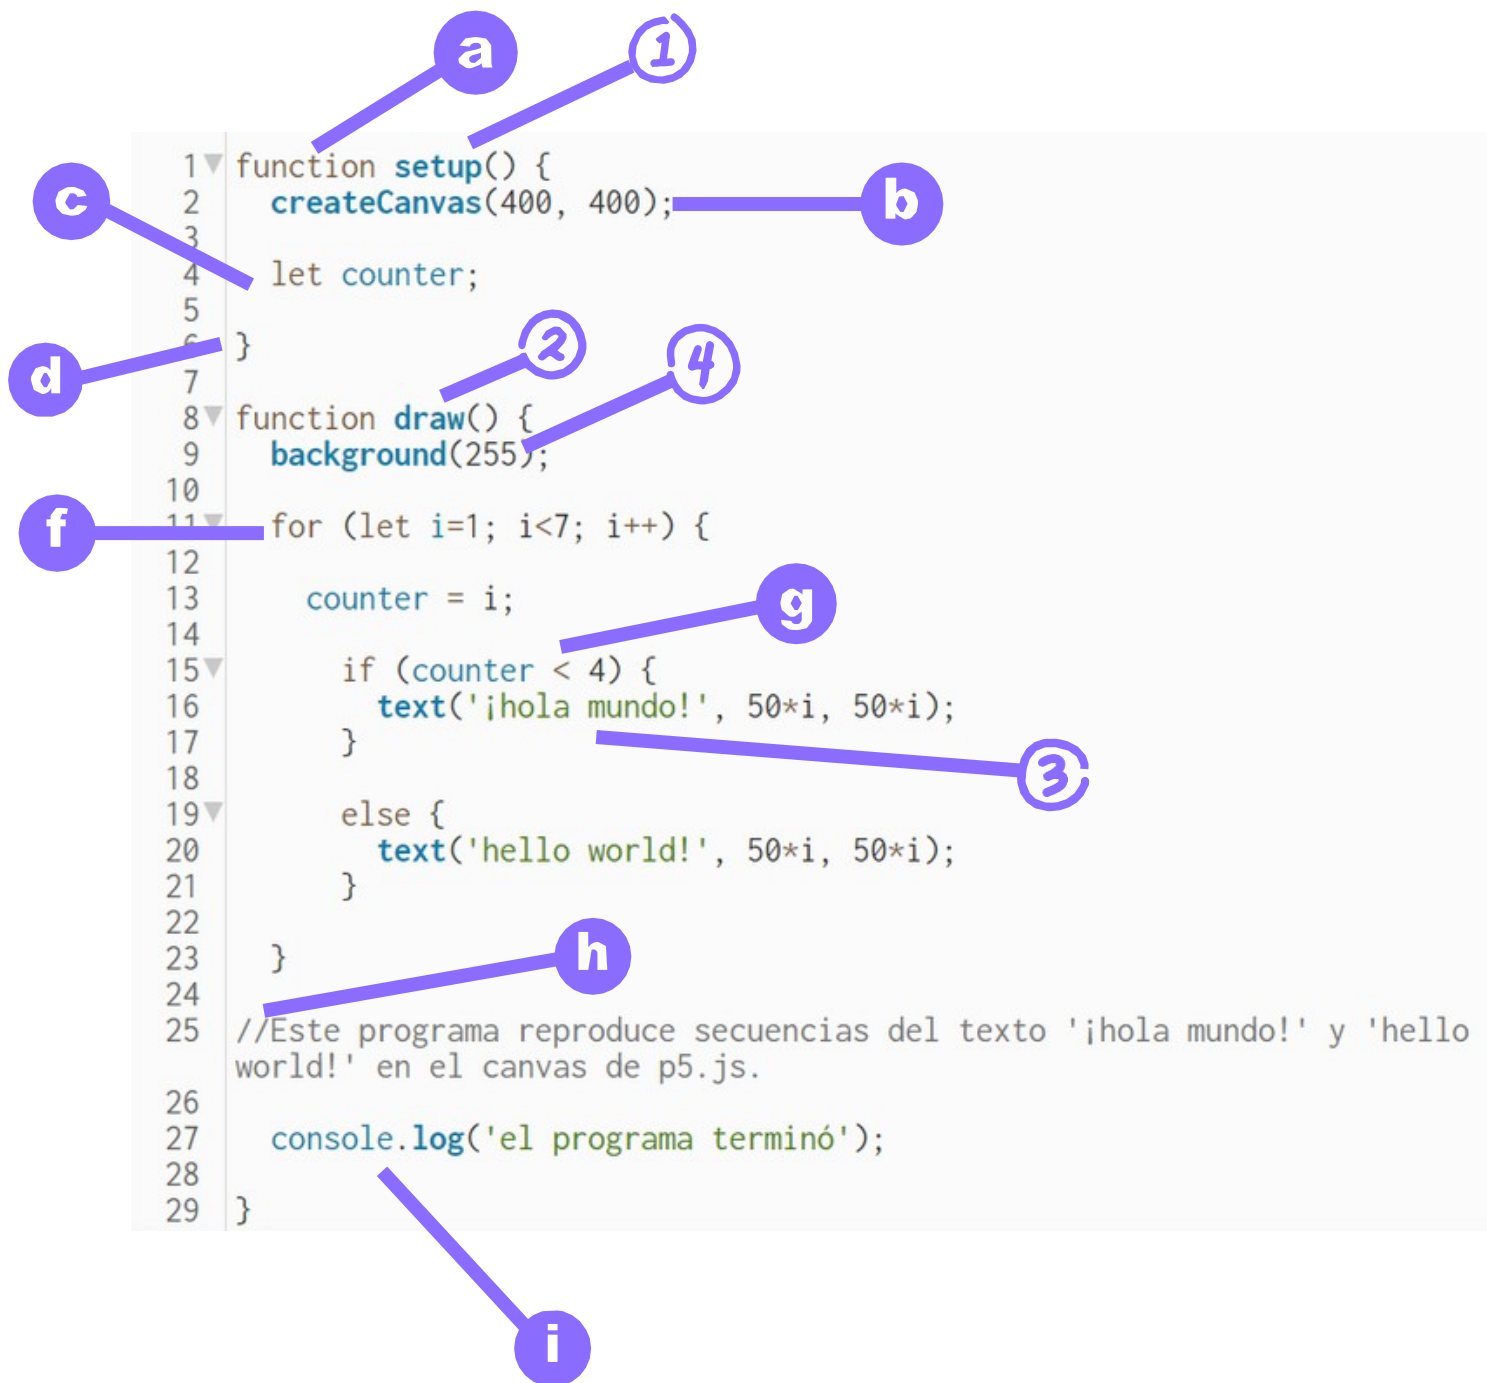 a 1
1 function setup() {
c 2 createCanvas(400, 400); b
3
4 let counter;
5
d 6 }
7 2 4
8 function draw() {
9 background(255);
10
f 11 for (let i=1; i<7; i++) {
12
13 counter = i; g
14
15 if (counter < 4) {
16 text('¡hola mundo!', 50*i, 50*i);
17 }
18 3
19 else {
20 text('hello world!', 50*i, 50*i);
21 }
22
23 } h
24
25 //Este programa reproduce secuencias del texto '¡hola mundo!' y 'hello
world!' en el canvas de p5.js.
26
27 console.log('el programa terminó');
28
29 }
i